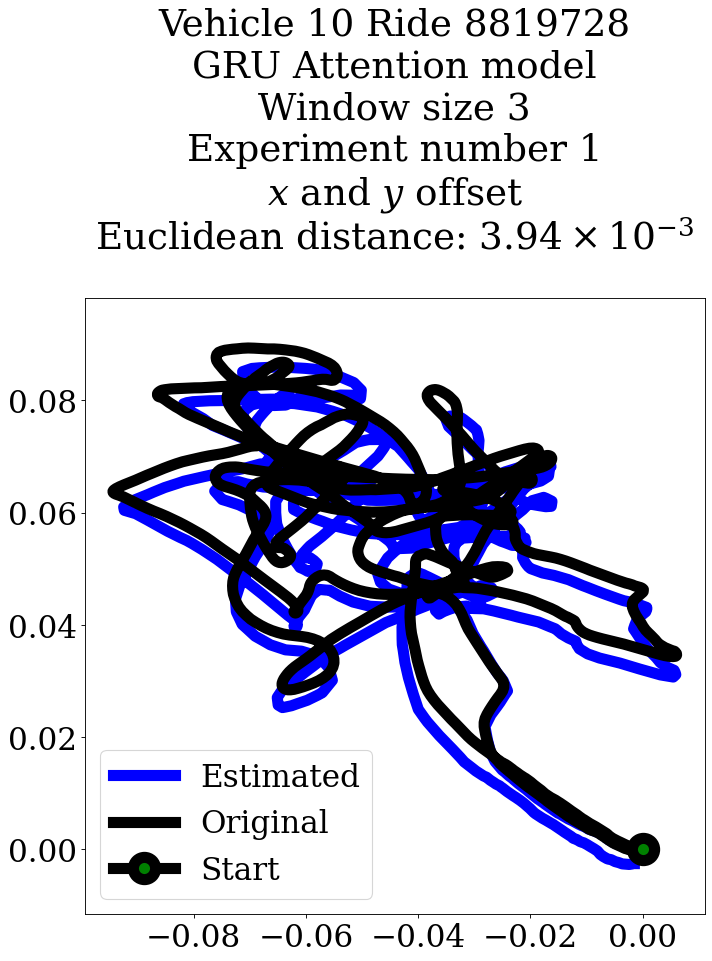 Vehicle 10 Ride 8819728
GRU Attention model
Window size 3
Experiment number 1
x and y offset
Euclidean distance: 3.94 × 10⁻³
0.08
0.06
0.04
0.02
0.00
Estimated
Original
Start
−0.08 −0.06 −0.04 −0.02 0.00